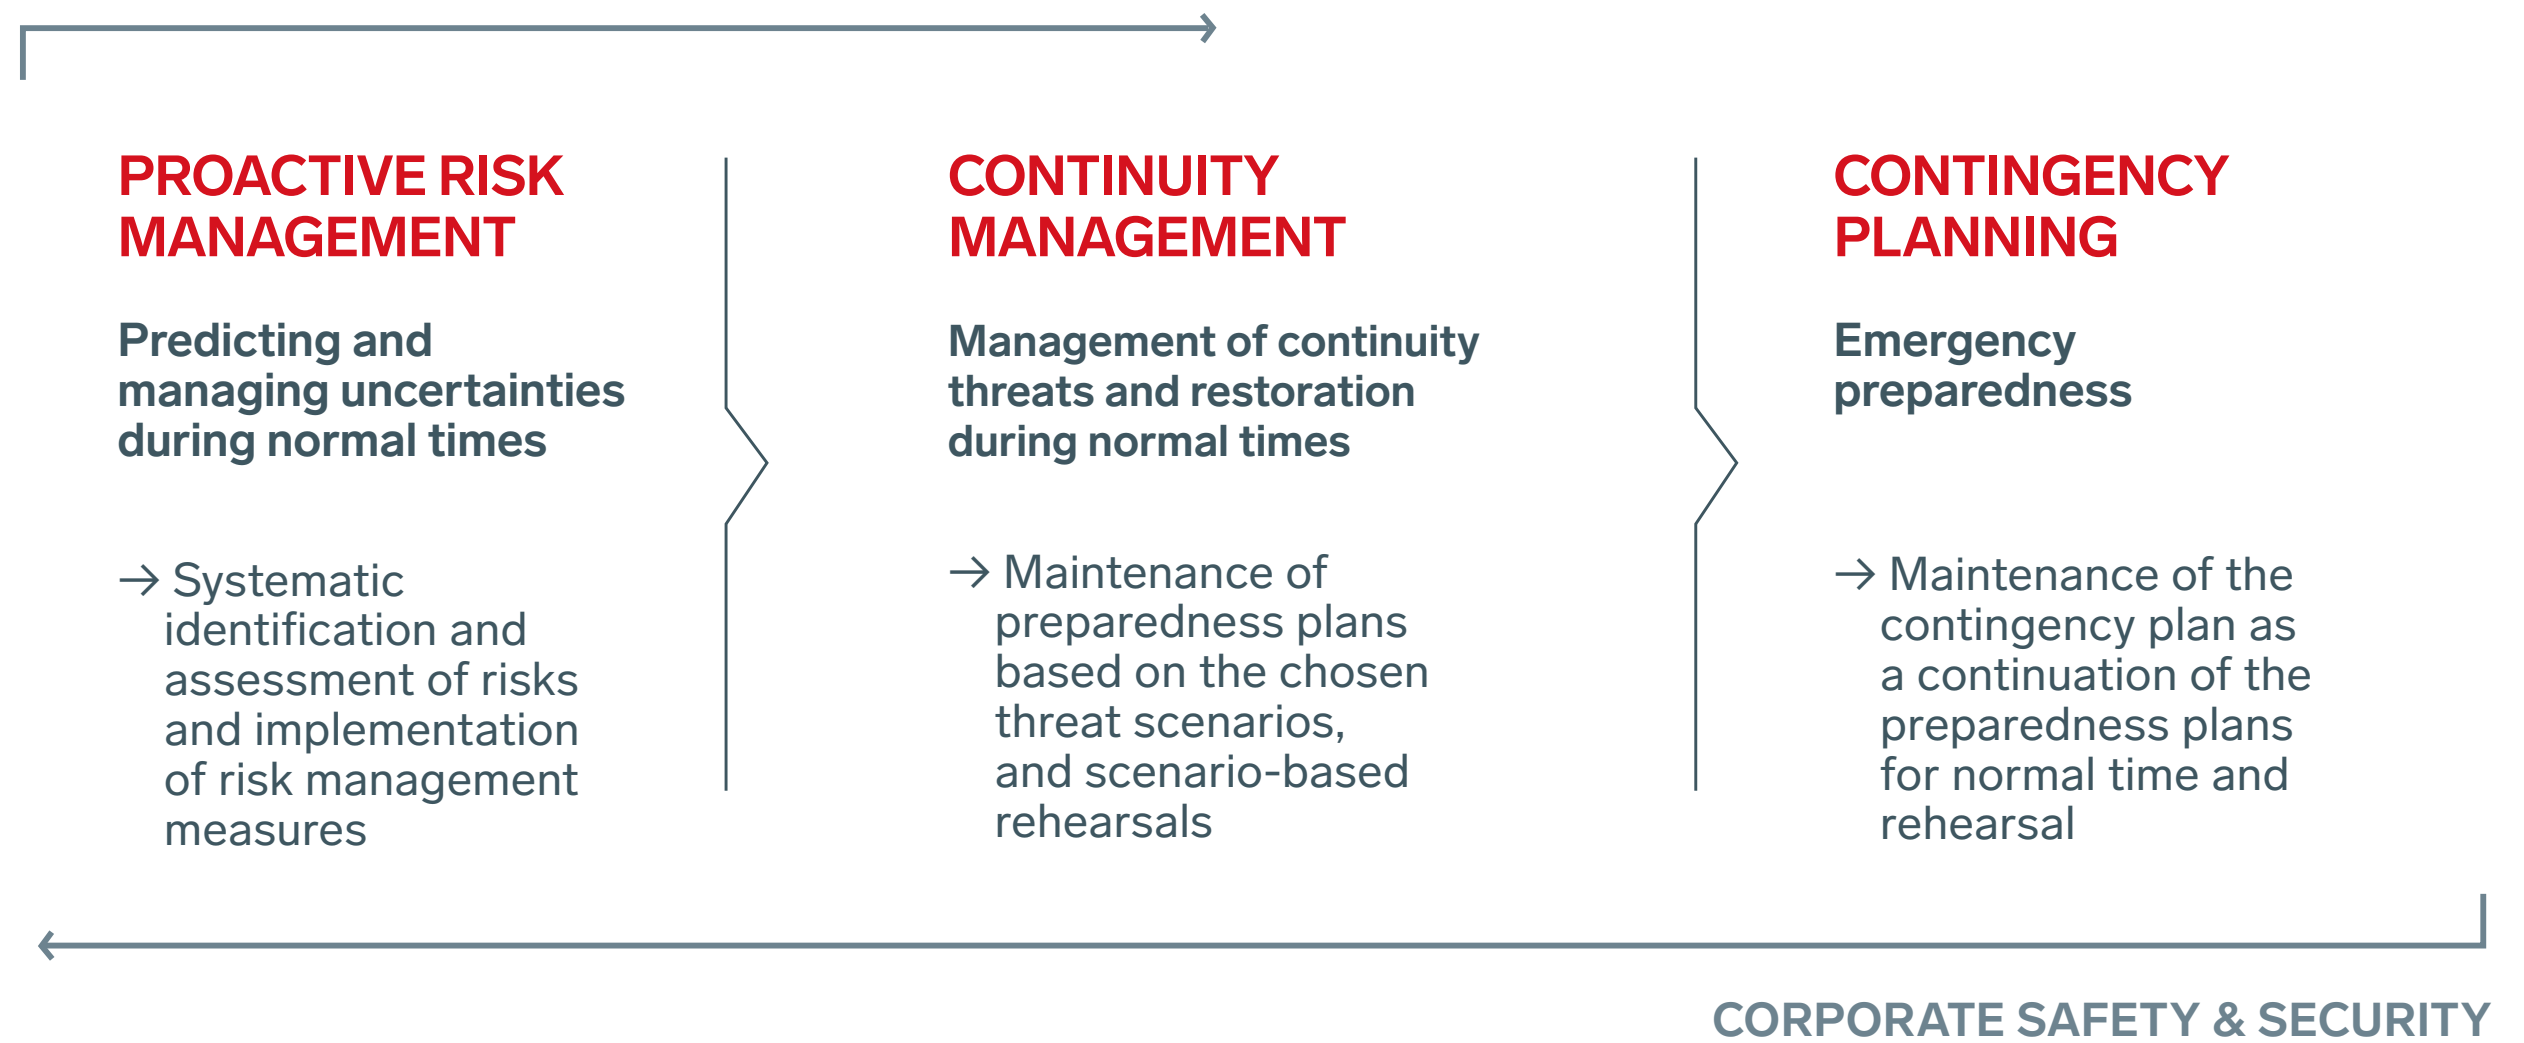 PROACTIVE RISK
MANAGEMENT
Predicting and
managing uncertainties
during normal times
→ Systematic
identification and
assessment of risks
and implementation
of risk management
measures
CONTINUITY
MANAGEMENT
Management of continuity
threats and restoration
during normal times
→ Maintenance of
preparedness plans
based on the chosen
threat scenarios,
and scenario-based
rehearsals
CONTINGENCY
PLANNING
Emergency
preparedness
→ Maintenance of the
contingency plan as
a continuation of the
preparedness plans
for normal time and
rehearsal
CORPORATE SAFETY & SECURITY